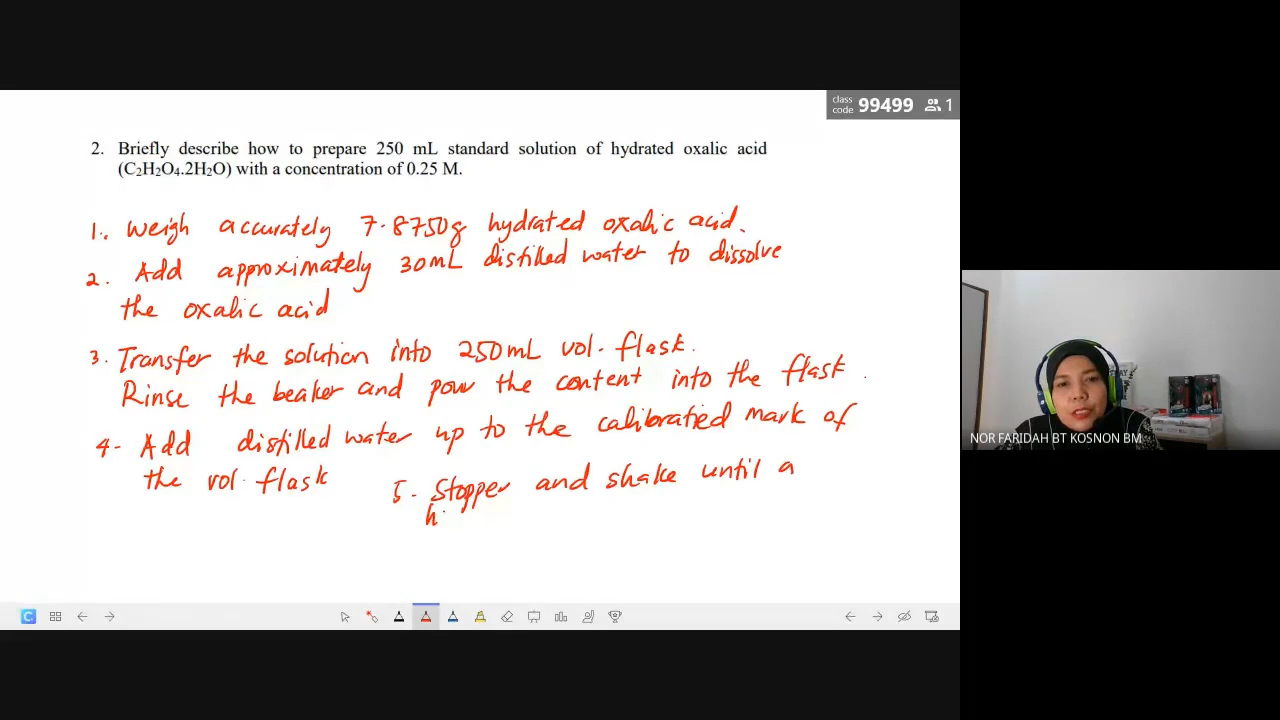 class
code 99499 1
2. Briefly describe how to prepare 250 mL standard solution of hydrated oxalic acid
(C₂H₂O₄.2H₂O) with a concentration of 0.25 M.
1. Weigh accurately 7.8750g hydrated oxalic acid.
2. Add approximately 30mL distilled water to dissolve
the oxalic acid
3. Transfer the solution into 250mL vol. flask.
Rinse the beaker and pour the content into the flask.
4- Add distilled water up to the calibrated mark of
the vol. flask
5- Stopper and shake until a
h
NOR FARIDAH BT KOSNON BM